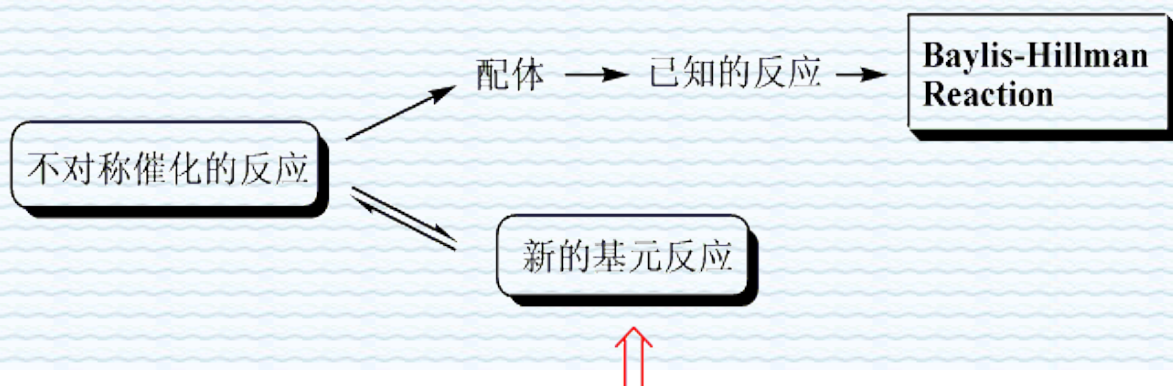 配体
已知的反应
Baylis-Hillman
Reaction
不对称催化的反应
新的基元反应